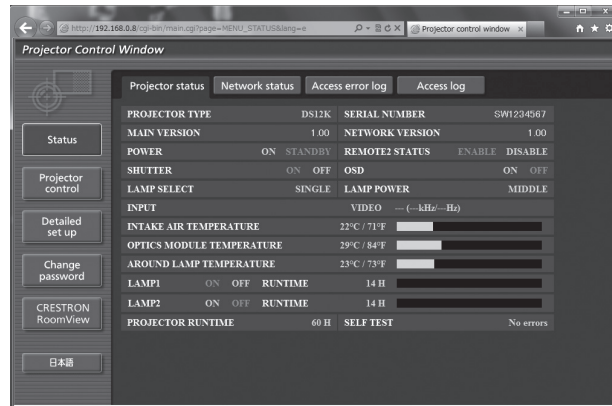 http://192.168.0.8/cgi-bin/main.cgi?page=MENU_STATUS&lang=e Projector control window
Projector Control Window
Projector status Network status Access error log Access log
Status
Projector control
Detailed set up
Change password
CRESTRON RoomView
日本語
PROJECTOR TYPE DS12K SERIAL NUMBER SW1234567
MAIN VERSION 1.00 NETWORK VERSION 1.00
POWER ON STANDBY REMOTE2 STATUS ENABLE DISABLE
SHUTTER ON OFF OSD ON OFF
LAMP SELECT SINGLE LAMP POWER MIDDLE
INPUT VIDEO --- (---kHz/---Hz)
INTAKE AIR TEMPERATURE 22°C / 71°F
OPTICS MODULE TEMPERATURE 29°C / 84°F
AROUND LAMP TEMPERATURE 23°C / 73°F
LAMP1 ON OFF RUNTIME 14 H
LAMP2 ON OFF RUNTIME 14 H
PROJECTOR RUNTIME 60 H SELF TEST No errors